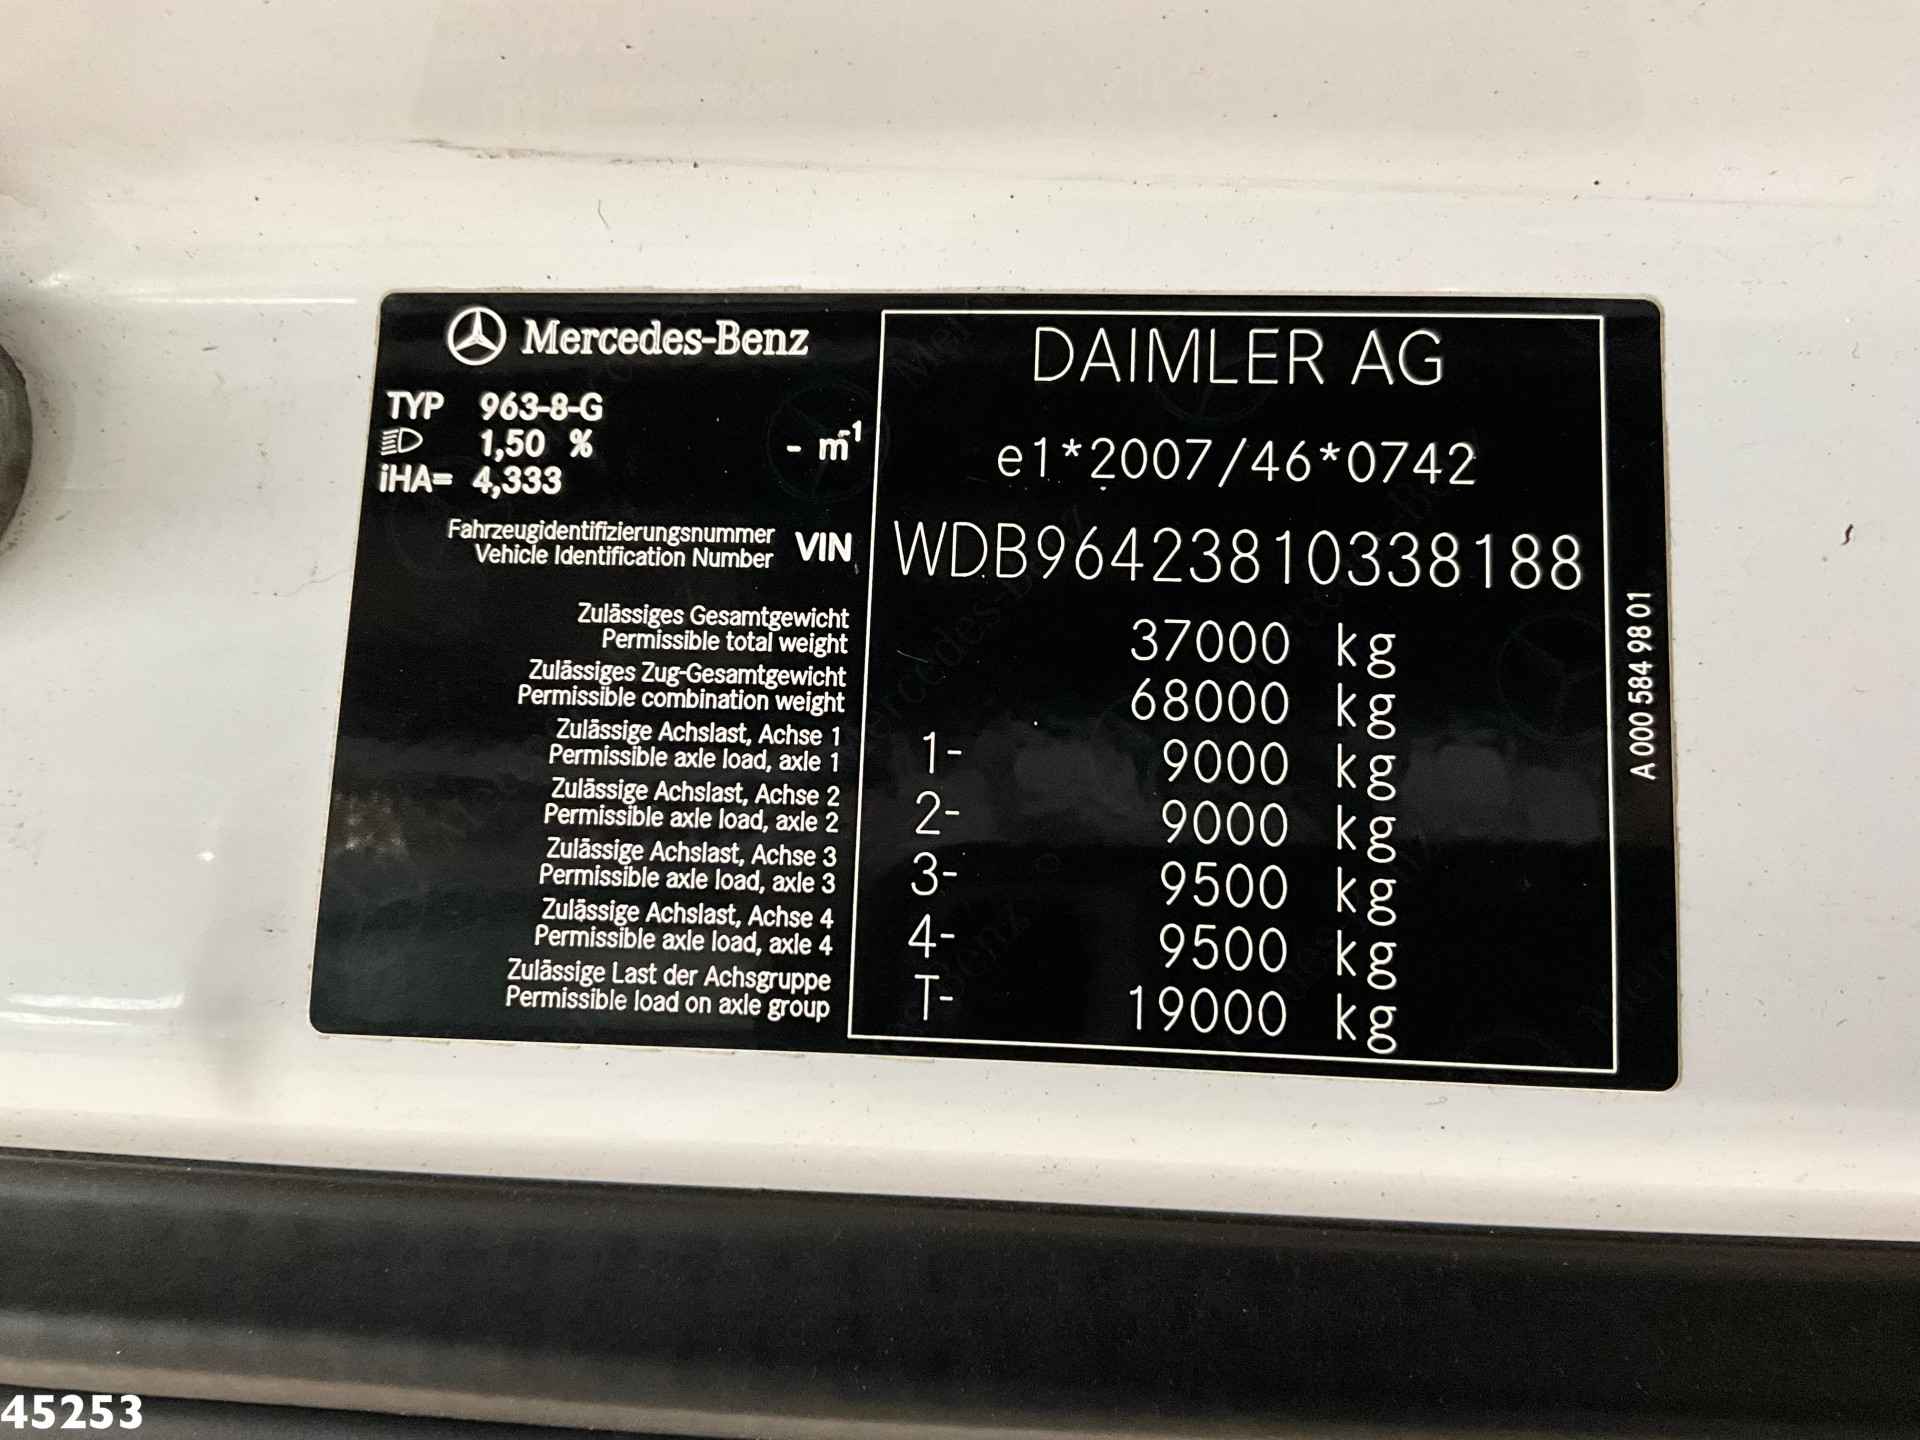 Mercedes-Benz
TYP 963-8-G
1,50 % - m⁻¹
iHA= 4,333
DAIMLER AG
e1*2007/46*0742
Fahrzeugidentifizierungsnummer
Vehicle Identification Number
VIN WDB96423810338188
Zulässiges Gesamtgewicht
Permissible total weight
37000 kg
Zulässiges Zug-Gesamtgewicht
Permissible combination weight
68000 kg
Zulässige Achslast, Achse 1
Permissible axle load, axle 1
1- 9000 kg
Zulässige Achslast, Achse 2
Permissible axle load, axle 2
2- 9000 kg
Zulässige Achslast, Achse 3
Permissible axle load, axle 3
3- 9500 kg
Zulässige Achslast, Achse 4
Permissible axle load, axle 4
4- 9500 kg
Zulässige Last der Achsgruppe
Permissible load on axle group
T- 19000 kg
A 000 584 98 01
45253